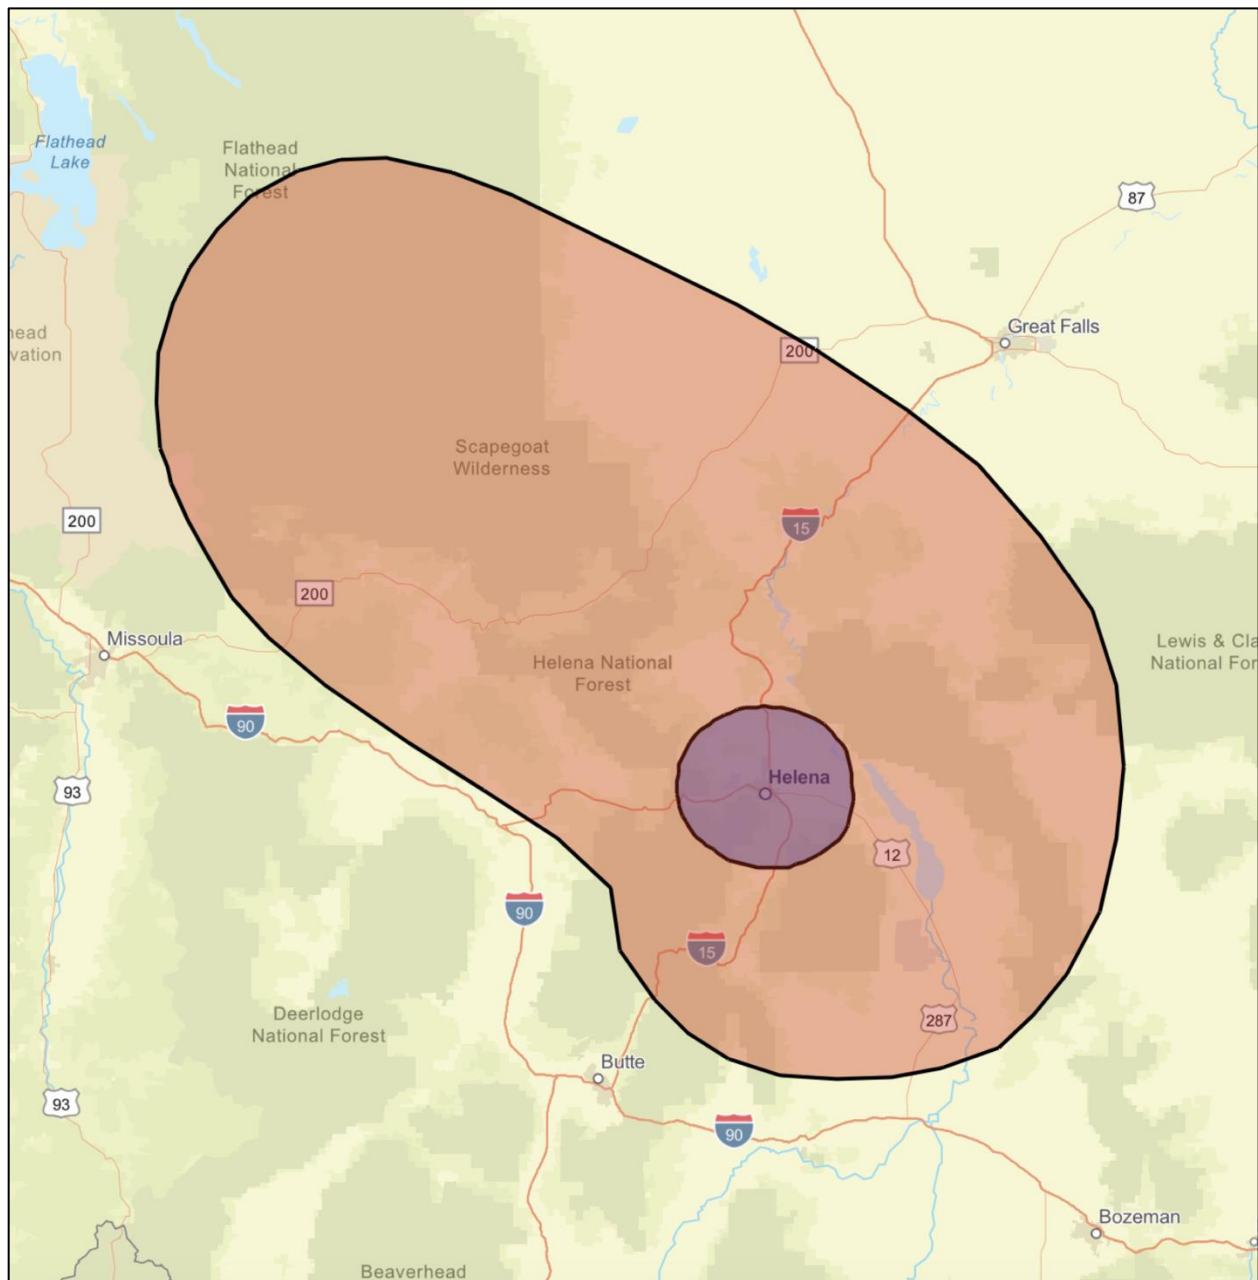 Flathead
Lake
Flathead
National
Forest
87
Great Falls
200
ead
vation
Scapegoat
Wilderness
200
15
200
Missoula
Lewis & Cla
National For
Helena National
Forest
90
93
Helena
12
90
15
Deerlodge
National Forest
287
Butte
93
90
Bozeman
Beaverhead